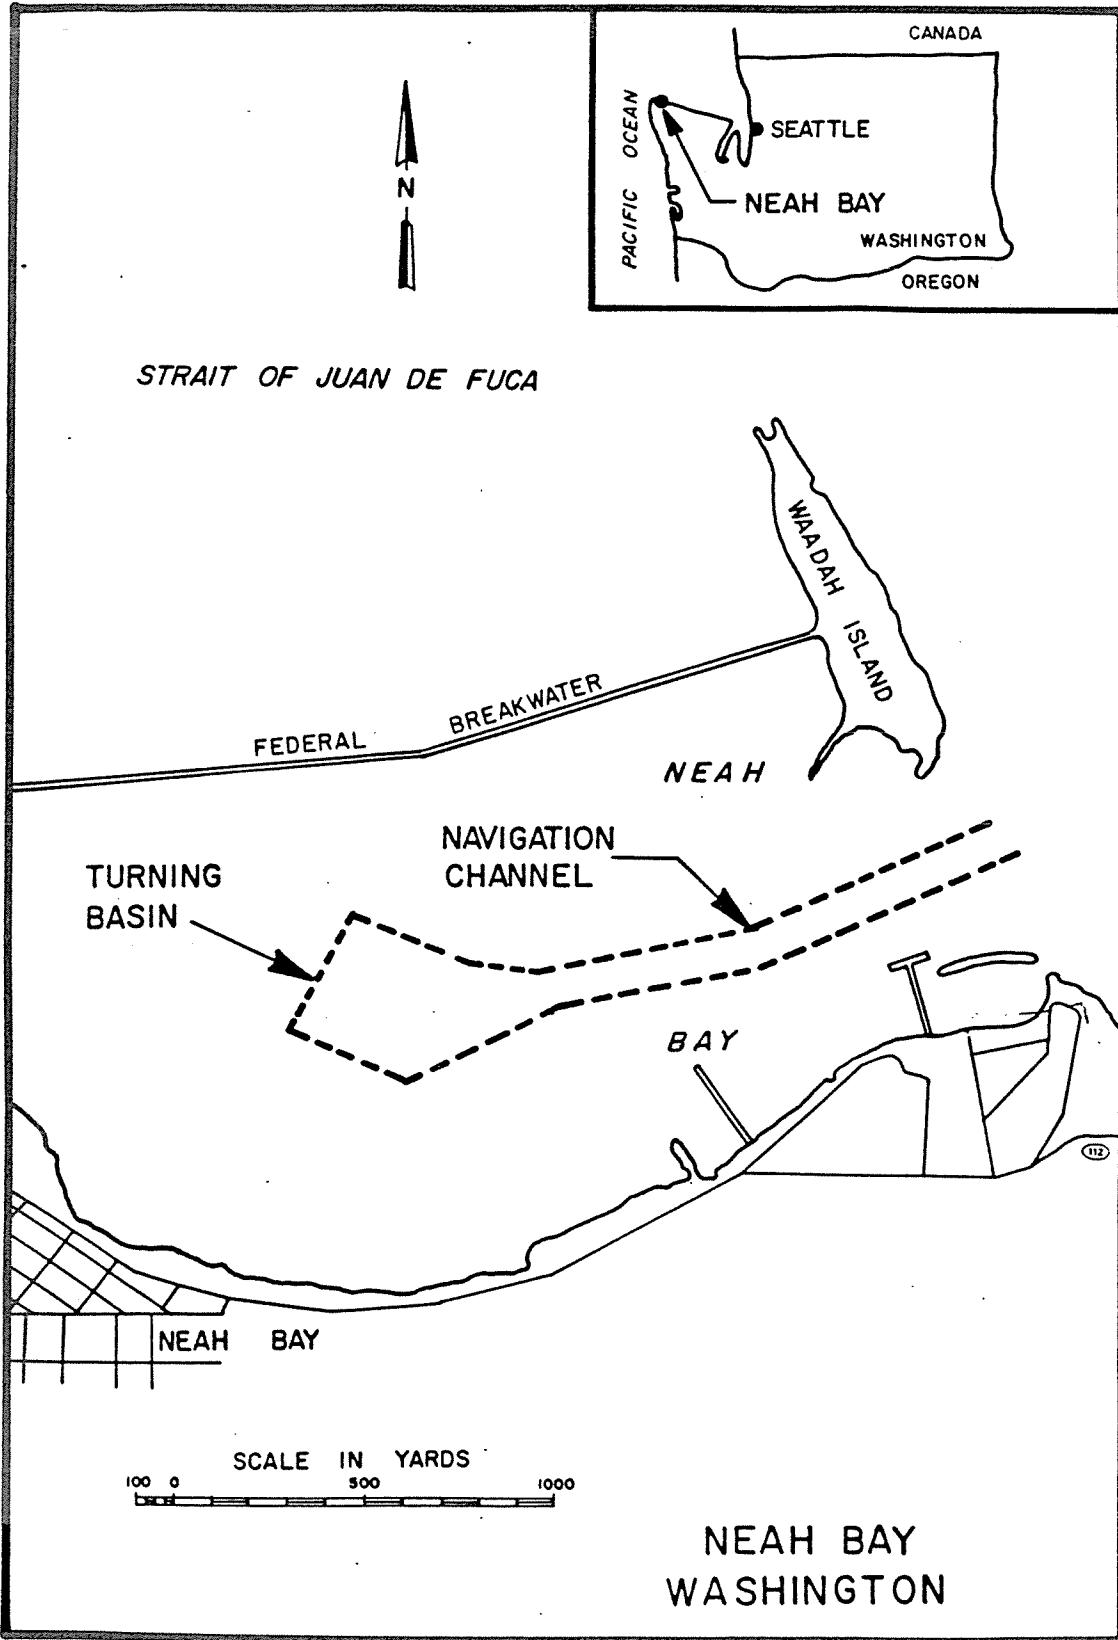 CANADA
PACIFIC OCEAN
SEATTLE
NEAH BAY
WASHINGTON
OREGON
N
STRAIT OF JUAN DE FUCA
WAADAH ISLAND
FEDERAL BREAKWATER
NEAH
NAVIGATION
CHANNEL
TURNING
BASIN
BAY
112
NEAH BAY
SCALE IN YARDS
100 0 500 1000
NEAH BAY
WASHINGTON